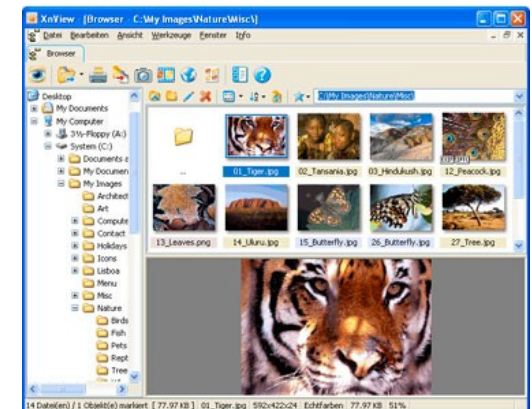 XnView - [Browser - C:\My Images\Nature\Misc\]
Datei Bearbeiten Ansicht Werkzeuge Fenster Info
Browser
Desktop
My Documents
My Computer
3½-Floppy (A:)
System (C:)
Documents a
My Documen
My Images
Architect
Art
Compute
Contact
Holidays
Icons
Lisboa
Menu
Misc
Nature
Birds
Fish
Pets
Rept
Tree
C:\My Images\Nature\Misc\
..
01_Tiger.jpg
02_Tansania.jpg
03_Hindukush.jpg
12_Peacock.jpg
13_Leaves.png
14_Uluru.jpg
15_Butterfly.jpg
26_Butterfly.jpg
27_Tree.jpg
14 Datei(en) / 1 Objekt(e) markiert [ 77.97 KB ] 01_Tiger.jpg 592x422x24 Echtfarben 77.97 KB 51%